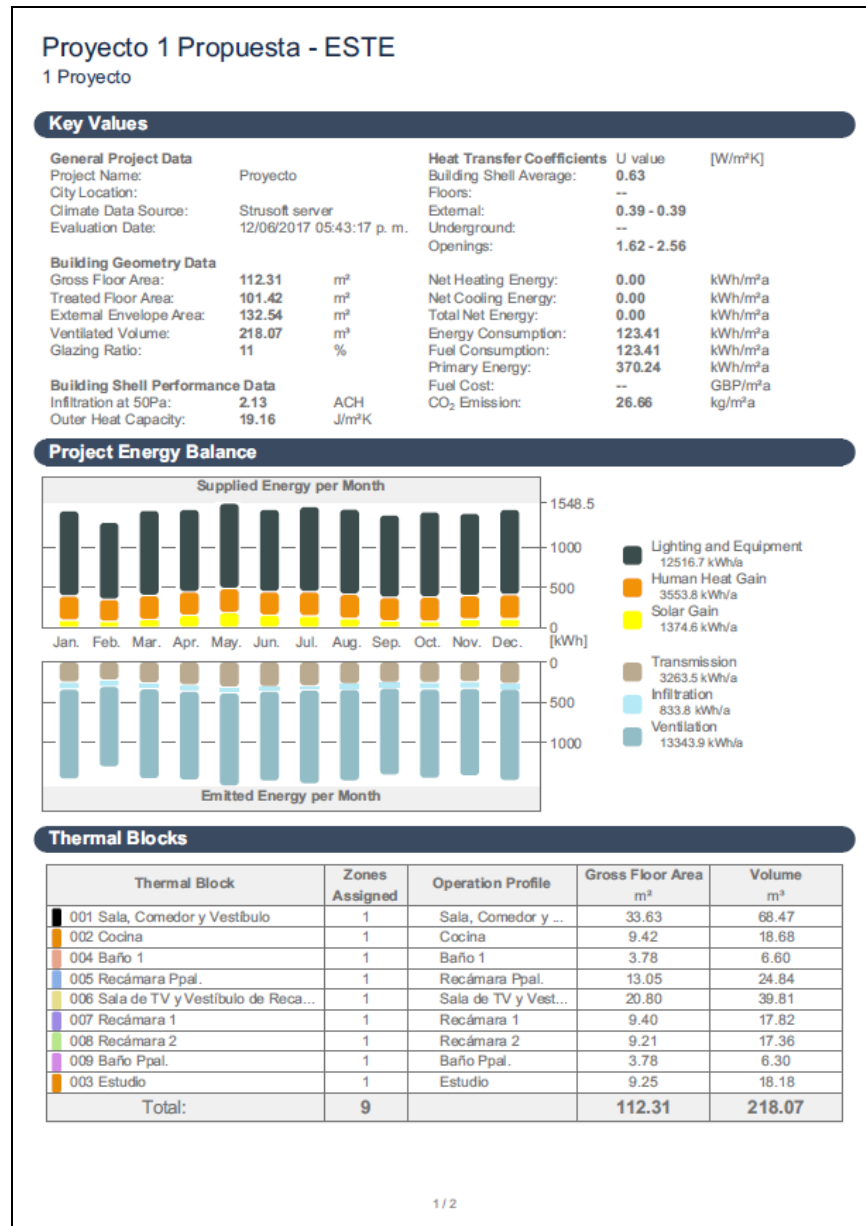 Proyecto 1 Propuesta - ESTE
1 Proyecto
Key Values
General Project Data
Project Name: Proyecto
City Location:
Climate Data Source: Strusoft server
Evaluation Date: 12/06/2017 05:43:17 p. m.
Building Geometry Data
Gross Floor Area: 112.31 m²
Treated Floor Area: 101.42 m²
External Envelope Area: 132.54 m²
Ventilated Volume: 218.07 m³
Glazing Ratio: 11 %
Building Shell Performance Data
Infiltration at 50Pa: 2.13 ACH
Outer Heat Capacity: 19.16 J/m²K
Heat Transfer Coefficients U value [W/m²K]
Building Shell Average: 0.63
Floors: --
External: 0.39 - 0.39
Underground: --
Openings: 1.62 - 2.56
Net Heating Energy: 0.00 kWh/m²a
Net Cooling Energy: 0.00 kWh/m²a
Total Net Energy: 0.00 kWh/m²a
Energy Consumption: 123.41 kWh/m²a
Fuel Consumption: 123.41 kWh/m²a
Primary Energy: 370.24 kWh/m²a
Fuel Cost: -- GBP/m²a
CO₂ Emission: 26.66 kg/m²a
Project Energy Balance
Supplied Energy per Month
1548.5
1000
500
0
Jan. Feb. Mar. Apr. May. Jun. Jul. Aug. Sep. Oct. Nov. Dec. [kWh]
0
500
1000
Emitted Energy per Month
Lighting and Equipment
12516.7 kWh/a
Human Heat Gain
3553.8 kWh/a
Solar Gain
1374.6 kWh/a
Transmission
3263.5 kWh/a
Infiltration
833.8 kWh/a
Ventilation
13343.9 kWh/a
Thermal Blocks
Thermal Block Zones Assigned Operation Profile Gross Floor Area m² Volume m³
001 Sala, Comedor y Vestíbulo 1 Sala, Comedor y ... 33.63 68.47
002 Cocina 1 Cocina 9.42 18.68
004 Baño 1 1 Baño 1 3.78 6.60
005 Recámara Ppal. 1 Recámara Ppal. 13.05 24.84
006 Sala de TV y Vestíbulo de Reca... 1 Sala de TV y Vest... 20.80 39.81
007 Recámara 1 1 Recámara 1 9.40 17.82
008 Recámara 2 1 Recámara 2 9.21 17.36
009 Baño Ppal. 1 Baño Ppal. 3.78 6.30
003 Estudio 1 Estudio 9.25 18.18
Total: 9 112.31 218.07
1 / 2